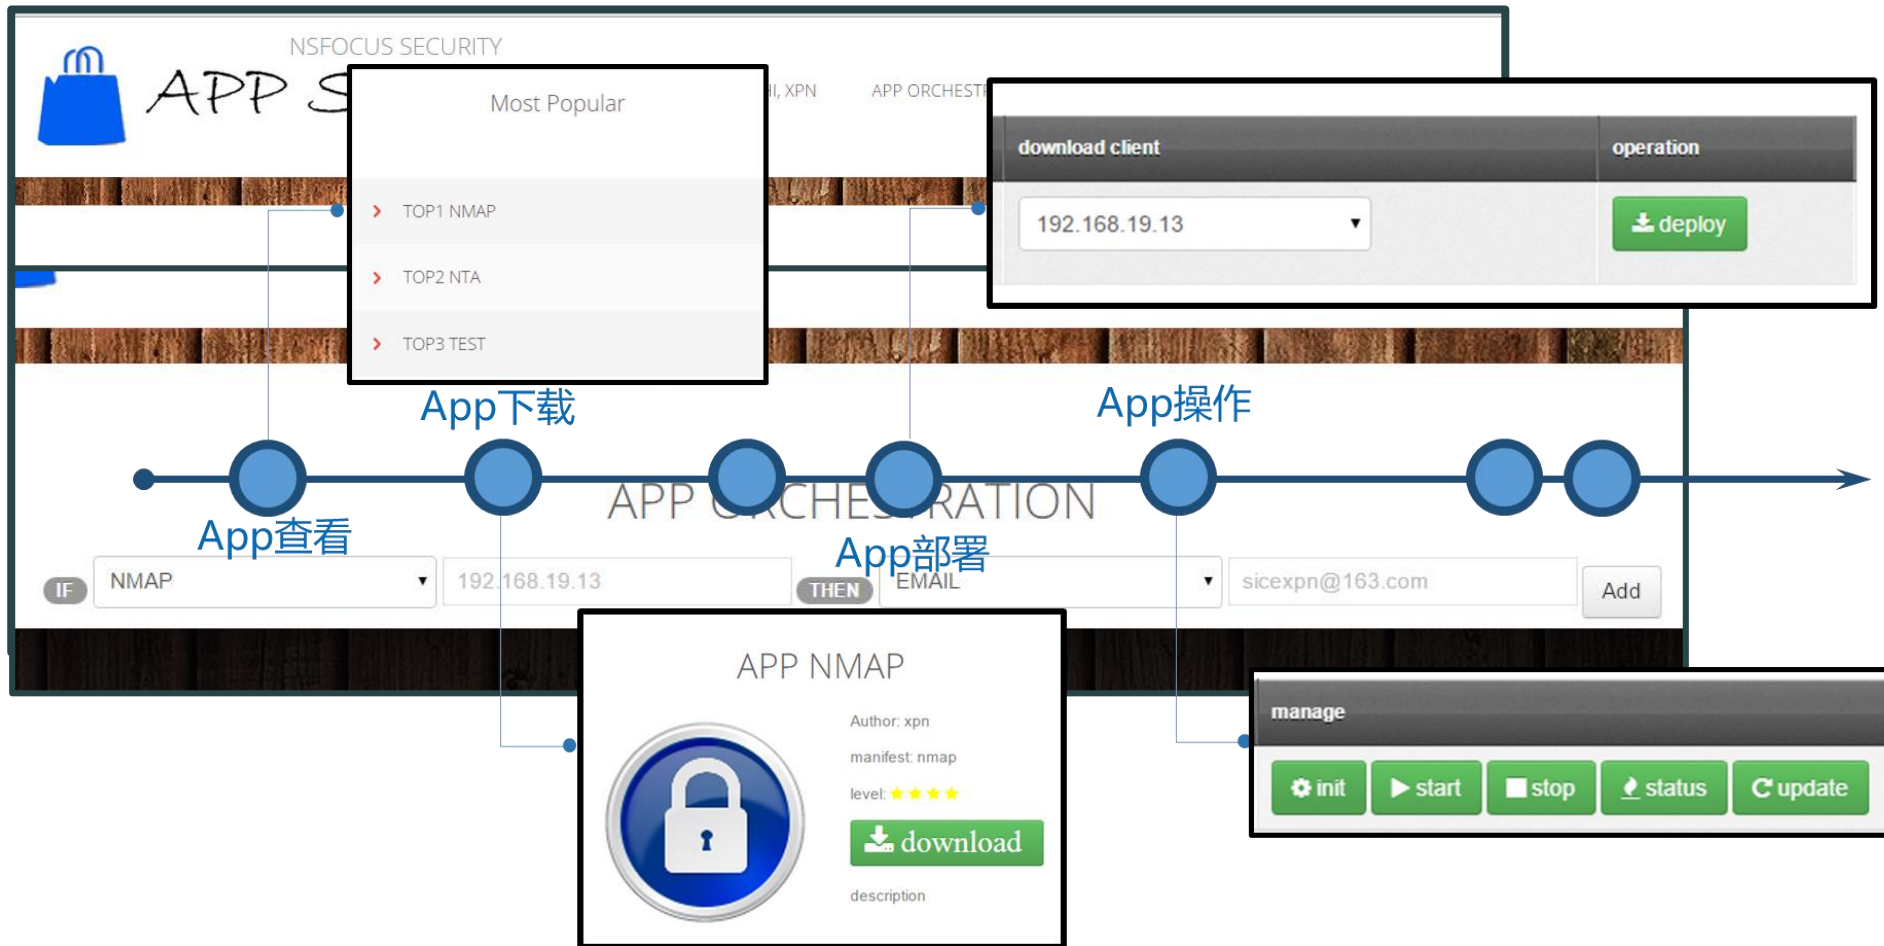 NSFOCUS SECURITY
APP S
HI, XPN
APP ORCHESTR
Most Popular
TOP1 NMAP
TOP2 NTA
TOP3 TEST
download client
operation
192.168.19.13
deploy
App下载
App操作
App查看
App部署
APP ORCHESTRATION
IF
NMAP
192.168.19.13
THEN
EMAIL
sicexpn@163.com
Add
APP NMAP
Author: xpn
manifest: nmap
level:
download
description
manage
init
start
stop
status
update